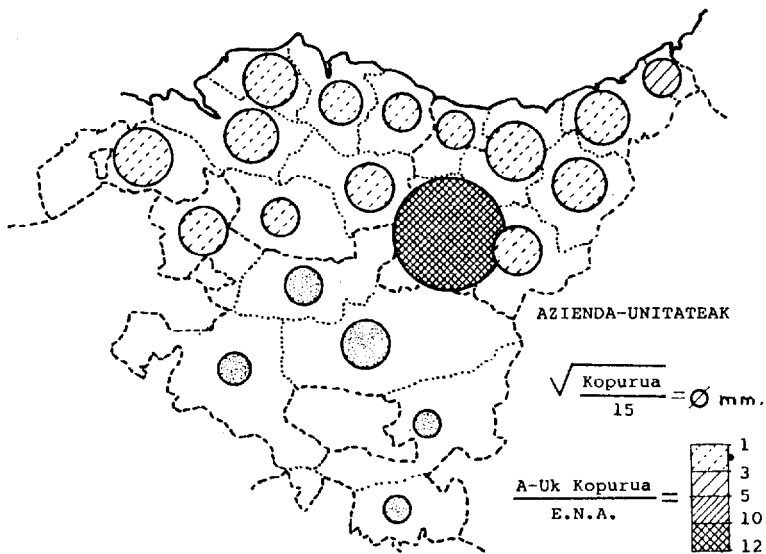 AZIENDA-UNITATEAK
√ Kopurua / 15 = ∅ mm.
A-Uk Kopurua / E.N.A. =
1
3
5
10
12